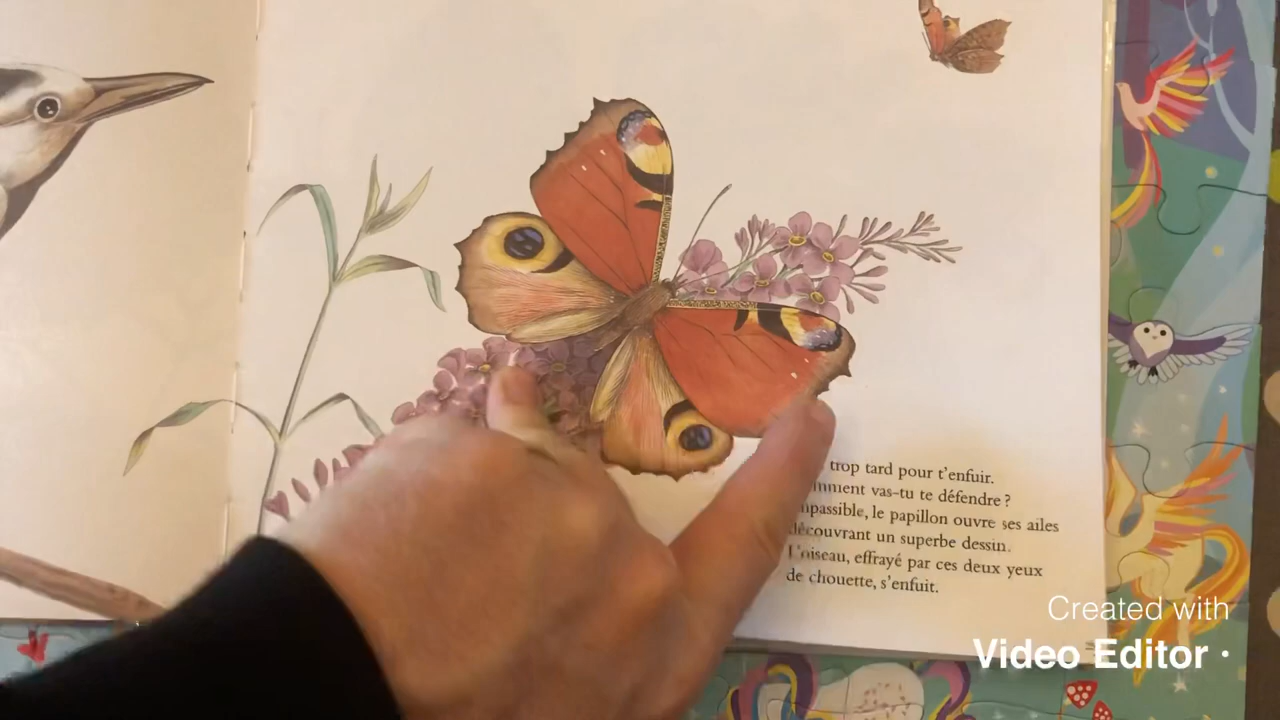 trop tard pour t'enfuir.
vas-tu te défendre ?
le papillon ouvre ses ailes
découvrant un superbe dessin.
L'oiseau, effrayé par ces deux yeux
de chouette, s'enfuit.
Created with
Video Editor ·